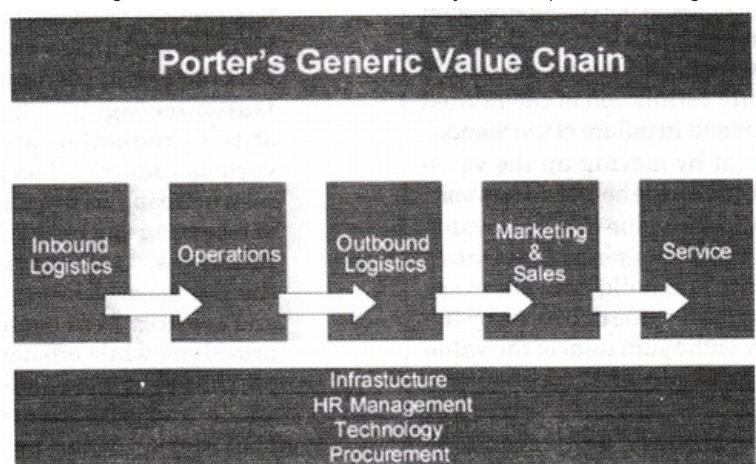 Porter's Generic Value Chain
Inbound
Logistics
Operations
Outbound
Logistics
Marketing
&
Sales
Service
Infrastucture
HR Management
Technology
Procurement